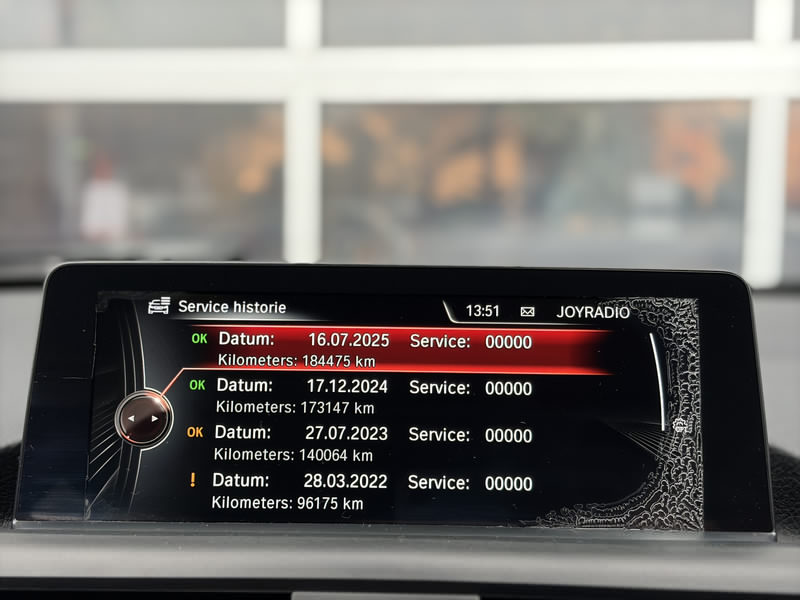 Service historie 13:51 JOYRADIO
OK Datum: 16.07.2025 Service: 00000
Kilometers: 184475 km
OK Datum: 17.12.2024 Service: 00000
Kilometers: 173147 km
OK Datum: 27.07.2023 Service: 00000
Kilometers: 140064 km
! Datum: 28.03.2022 Service: 00000
Kilometers: 96175 km